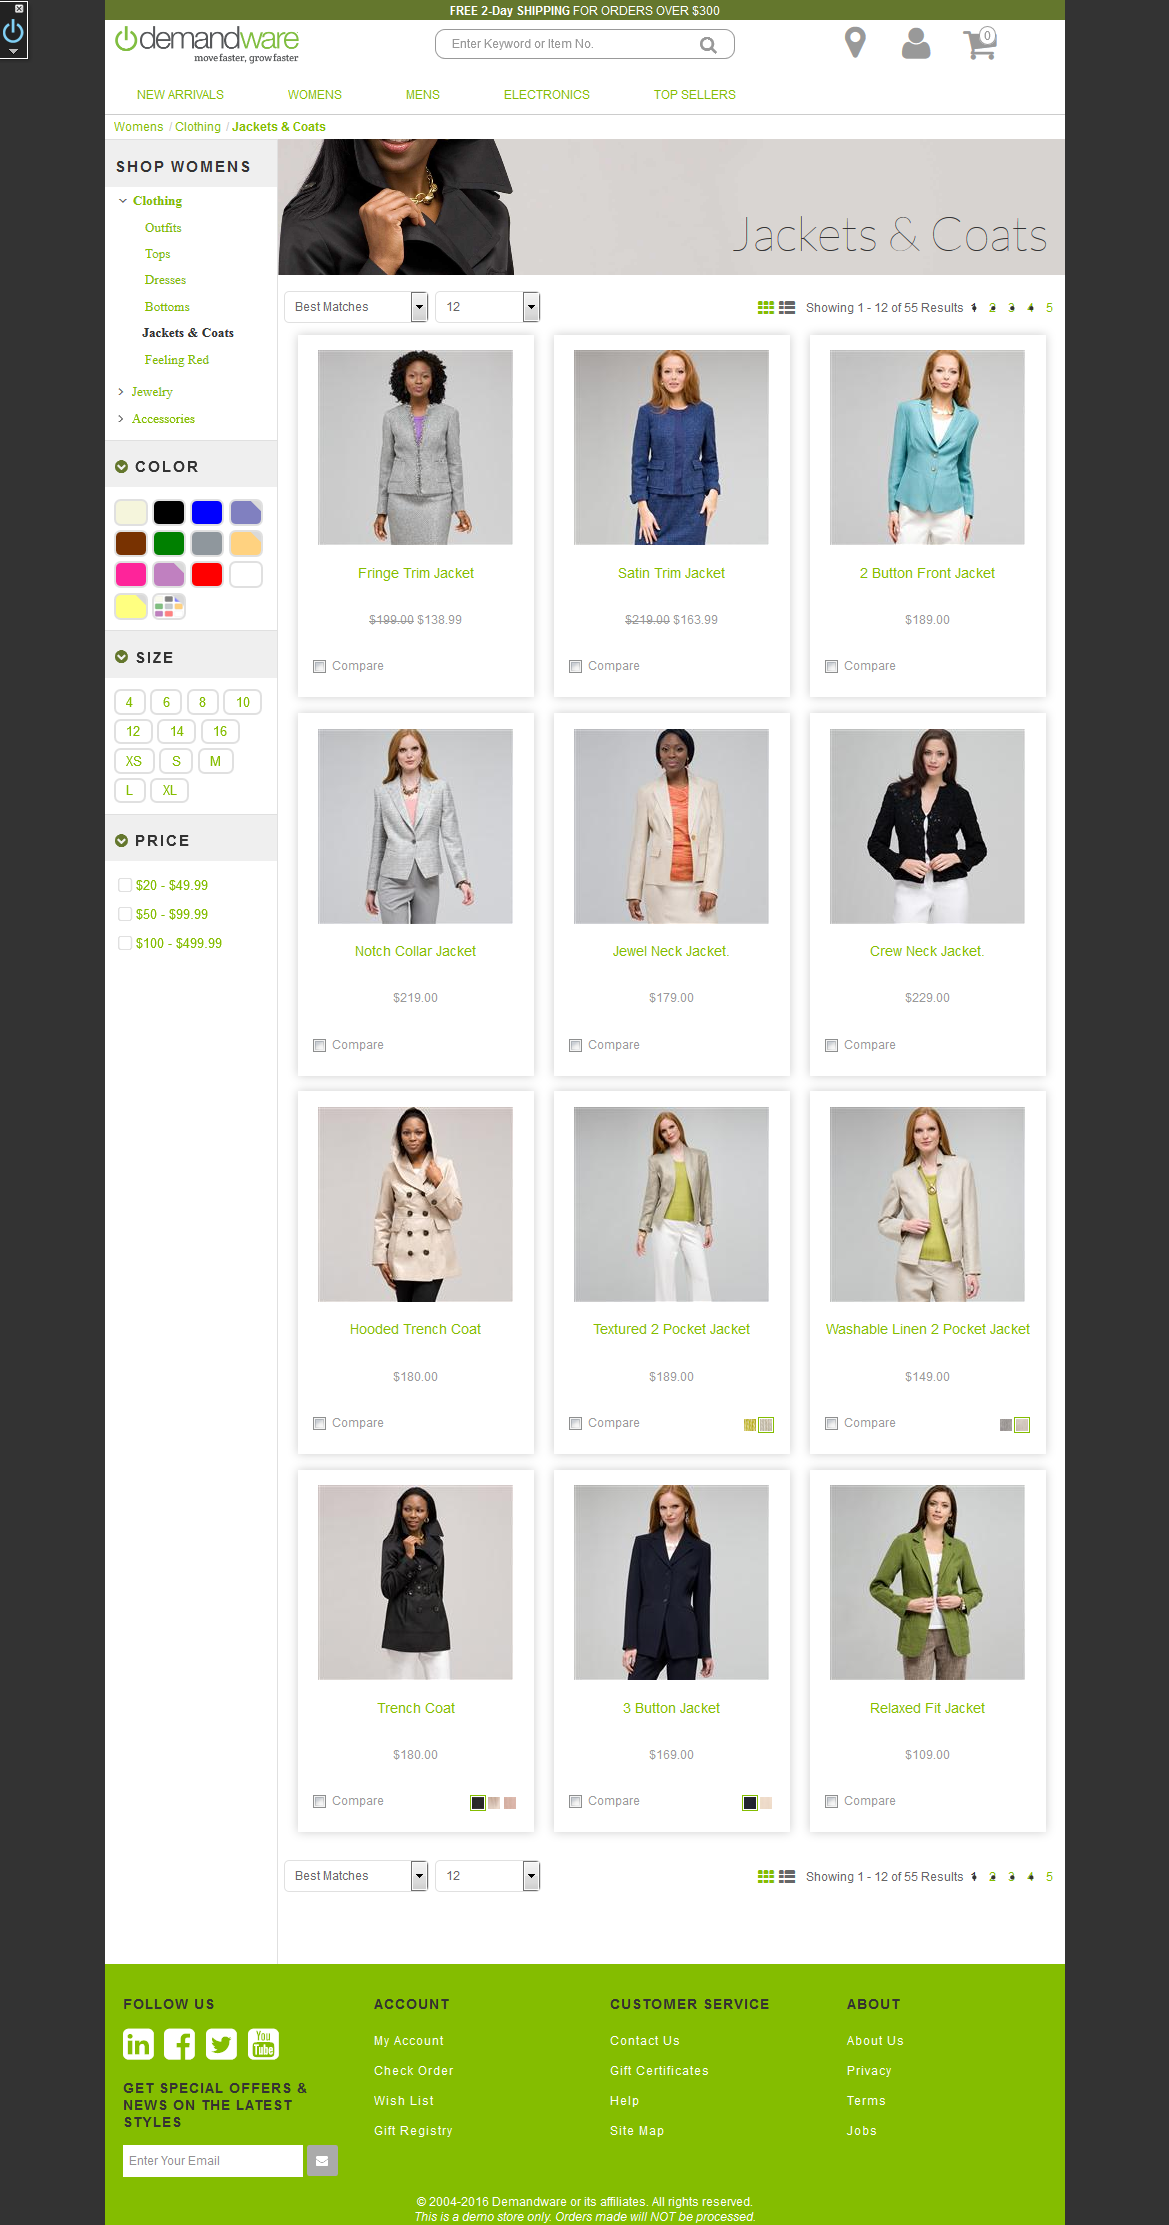 FREE 2-Day SHIPPING FOR ORDERS OVER $300
demandware
move faster, grow faster
Enter Keyword or Item No.
0
NEW ARRIVALS WOMENS MENS ELECTRONICS TOP SELLERS
Womens / Clothing / Jackets & Coats
SHOP WOMENS
Clothing
Outfits
Tops
Dresses
Bottoms
Jackets & Coats
Feeling Red
Jewelry
Accessories
COLOR
SIZE
4 6 8 10
12 14 16
XS S M
L XL
PRICE
$20 - $49.99
$50 - $99.99
$100 - $499.99
Jackets & Coats
Best Matches 12 Showing 1 - 12 of 55 Results 1 2 3 4 5
Fringe Trim Jacket
$199.00 $138.99
Compare
Satin Trim Jacket
$219.00 $163.99
Compare
2 Button Front Jacket
$189.00
Compare
Notch Collar Jacket
$219.00
Compare
Jewel Neck Jacket.
$179.00
Compare
Crew Neck Jacket.
$229.00
Compare
Hooded Trench Coat
$180.00
Compare
Textured 2 Pocket Jacket
$189.00
Compare
Washable Linen 2 Pocket Jacket
$149.00
Compare
Trench Coat
$180.00
Compare
3 Button Jacket
$169.00
Compare
Relaxed Fit Jacket
$109.00
Compare
Best Matches 12 Showing 1 - 12 of 55 Results 1 2 3 4 5
FOLLOW US
in f You Tube
GET SPECIAL OFFERS &
NEWS ON THE LATEST
STYLES
Enter Your Email
ACCOUNT
My Account
Check Order
Wish List
Gift Registry
CUSTOMER SERVICE
Contact Us
Gift Certificates
Help
Site Map
ABOUT
About Us
Privacy
Terms
Jobs
© 2004-2016 Demandware or its affiliates. All rights reserved.
This is a demo store only. Orders made will NOT be processed.